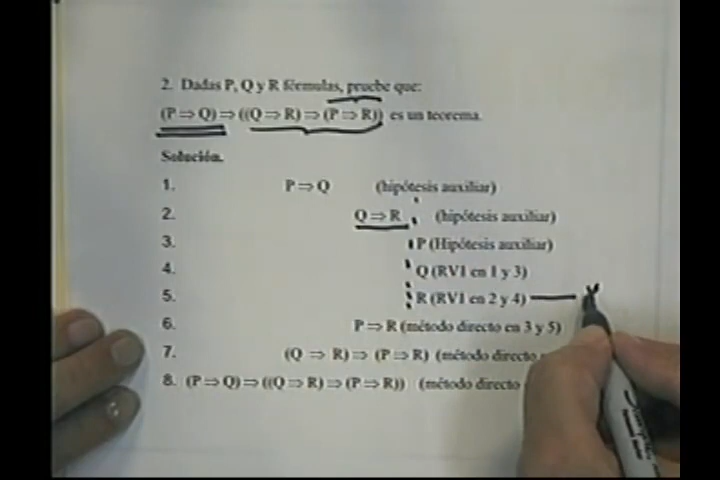 2. Dadas P, Q y R fórmulas, pruebe que:
(P ⇒ Q) ⇒ ((Q ⇒ R) ⇒ (P ⇒ R)) es un teorema.
Solución.
1. P ⇒ Q (hipótesis auxiliar)
2. Q ⇒ R (hipótesis auxiliar)
3. P (Hipótesis auxiliar)
4. Q (RV1 en 1 y 3)
5. R (RV1 en 2 y 4)
6. P ⇒ R (método directo en 3 y 5)
7. (Q ⇒ R) ⇒ (P ⇒ R) (método directo
8. (P ⇒ Q) ⇒ ((Q ⇒ R) ⇒ (P ⇒ R)) (método directo